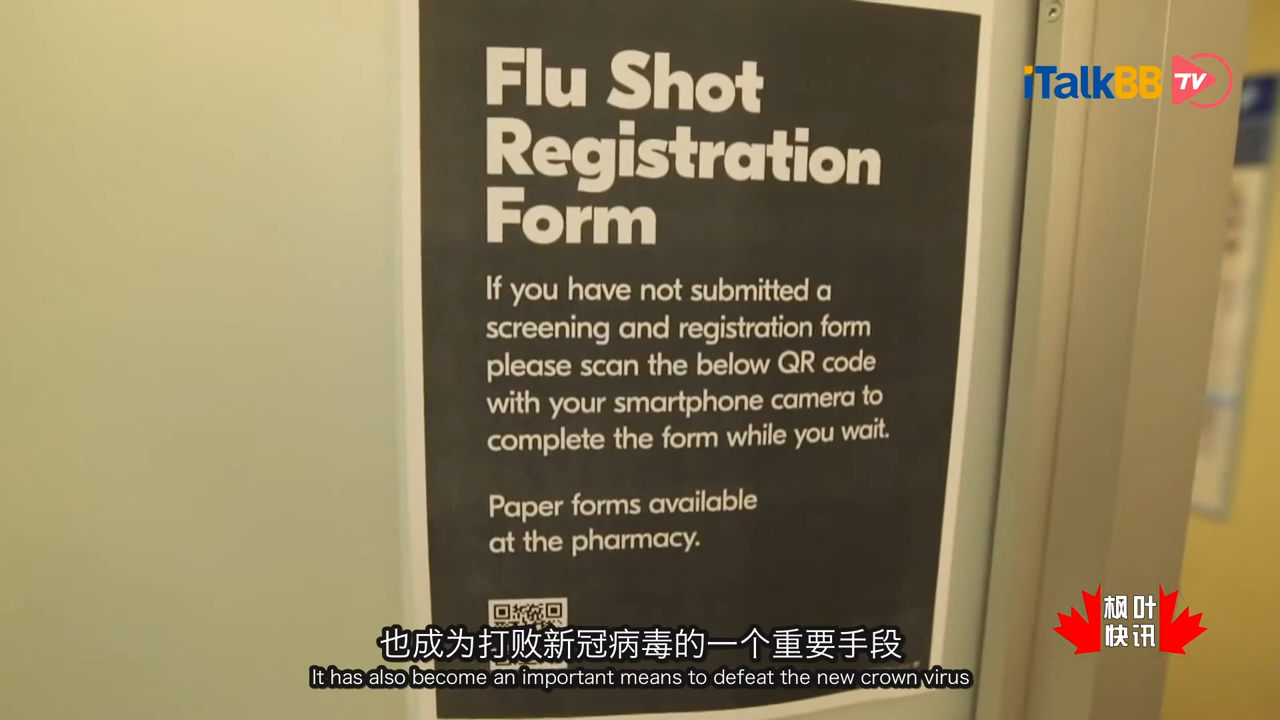 iTalkBB TV
Flu Shot
Registration
Form
If you have not submitted a
screening and registration form
please scan the below QR code
with your smartphone camera to
complete the form while you wait.
Paper forms available
at the pharmacy.
枫叶
快讯
也成为打败新冠病毒的一个重要手段
It has also become an important means to defeat the new crown virus